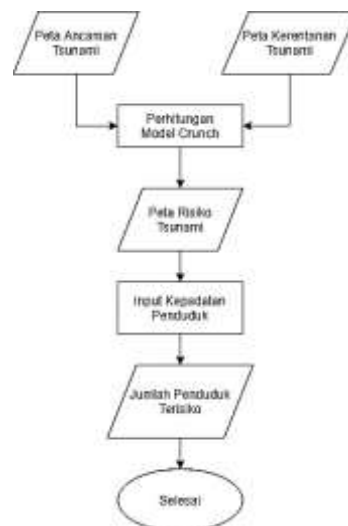 Peta Ancaman
Tsunami
Peta Kerentanan
Tsunami
Perhitungan
Model Crunch
Peta Risiko
Tsunami
Input Kepadatan
Penduduk
Jumlah Penduduk
Terisiko
Selesai